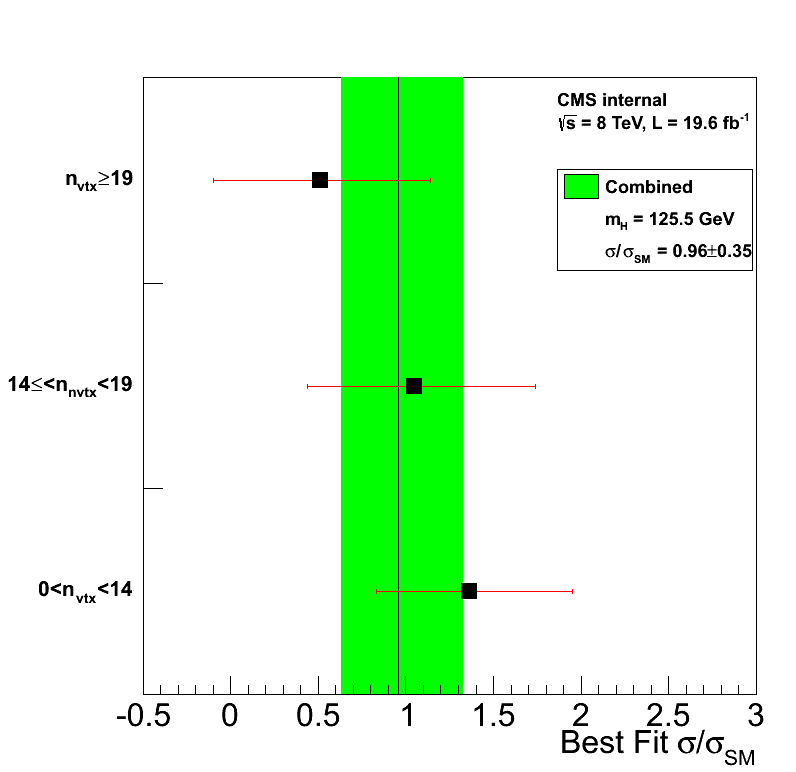 CMS internal
√s = 8 TeV, L = 19.6 fb⁻¹
n_vtx≥19
Combined
m_H = 125.5 GeV
σ/σ_SM = 0.96±0.35
14≤<n_nvtx<19
0<n_vtx<14
-0.5 0 0.5 1 1.5 2 2.5 3
Best Fit σ/σ_SM